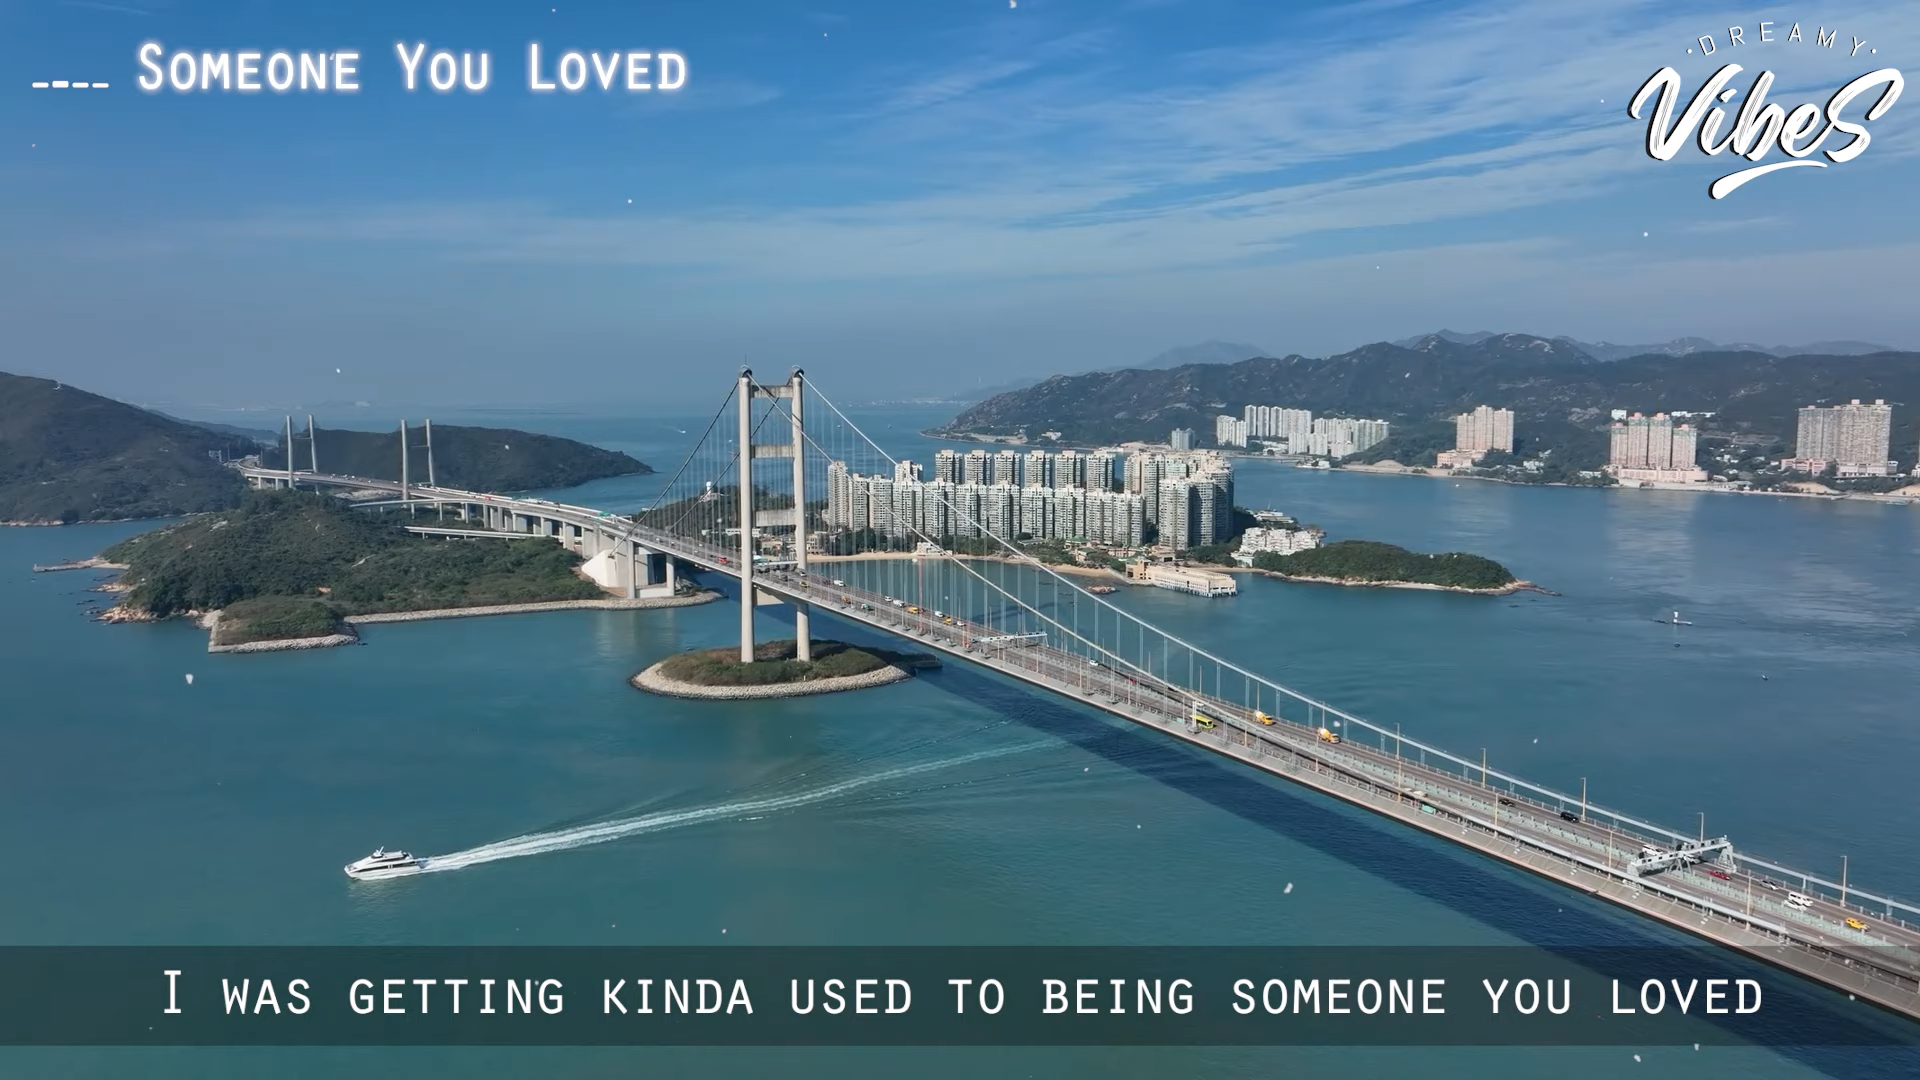 ---- Someone You Loved
DREAMY
Vibes
I was getting kinda used to being someone you loved